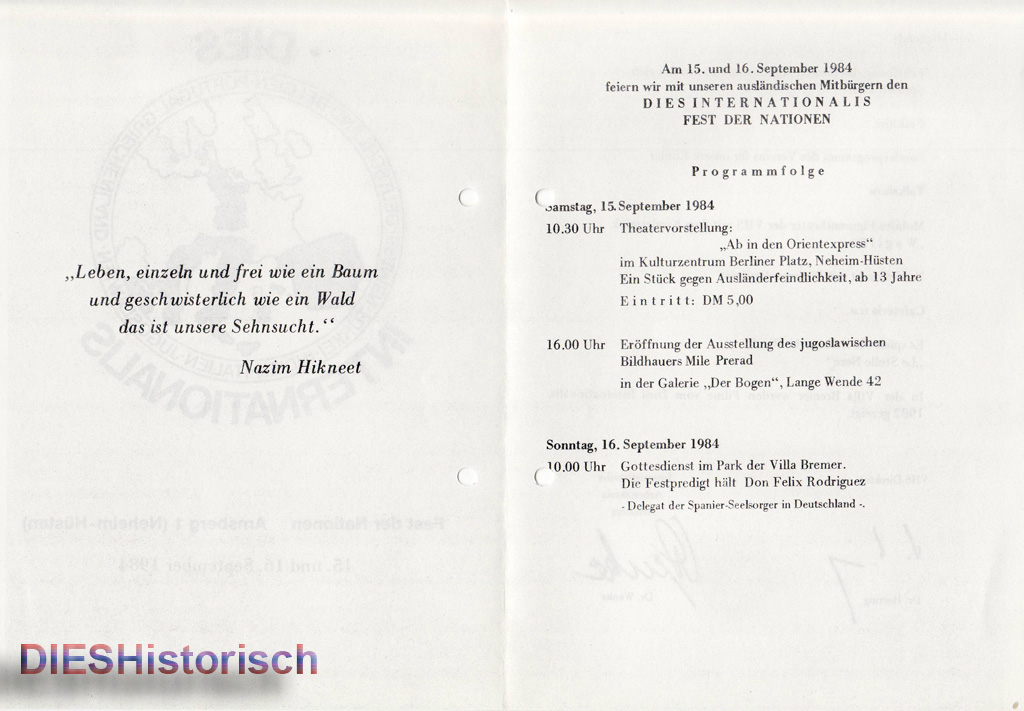 „Leben, einzeln und frei wie ein Baum
und geschwisterlich wie ein Wald
das ist unsere Sehnsucht.“
Nazim Hikneet
Am 15. und 16. September 1984
feiern wir mit unseren ausländischen Mitbürgern den
DIES INTERNATIONALIS
FEST DER NATIONEN
Programmfolge
Samstag, 15. September 1984
10.30 Uhr Theatervorstellung:
„Ab in den Orientexpress“
im Kulturzentrum Berliner Platz, Neheim-Hüsten
Ein Stück gegen Ausländerfeindlichkeit, ab 13 Jahre
Eintritt: DM 5,00
16.00 Uhr Eröffnung der Ausstellung des jugoslawischen
Bildhauers Mile Prerad
in der Galerie „Der Bogen“, Lange Wende 42
Sonntag, 16. September 1984
10.00 Uhr Gottesdienst im Park der Villa Bremer.
Die Festpredigt hält Don Felix Rodriguez
- Delegat der Spanier-Seelsorger in Deutschland -.
DIESHistorisch